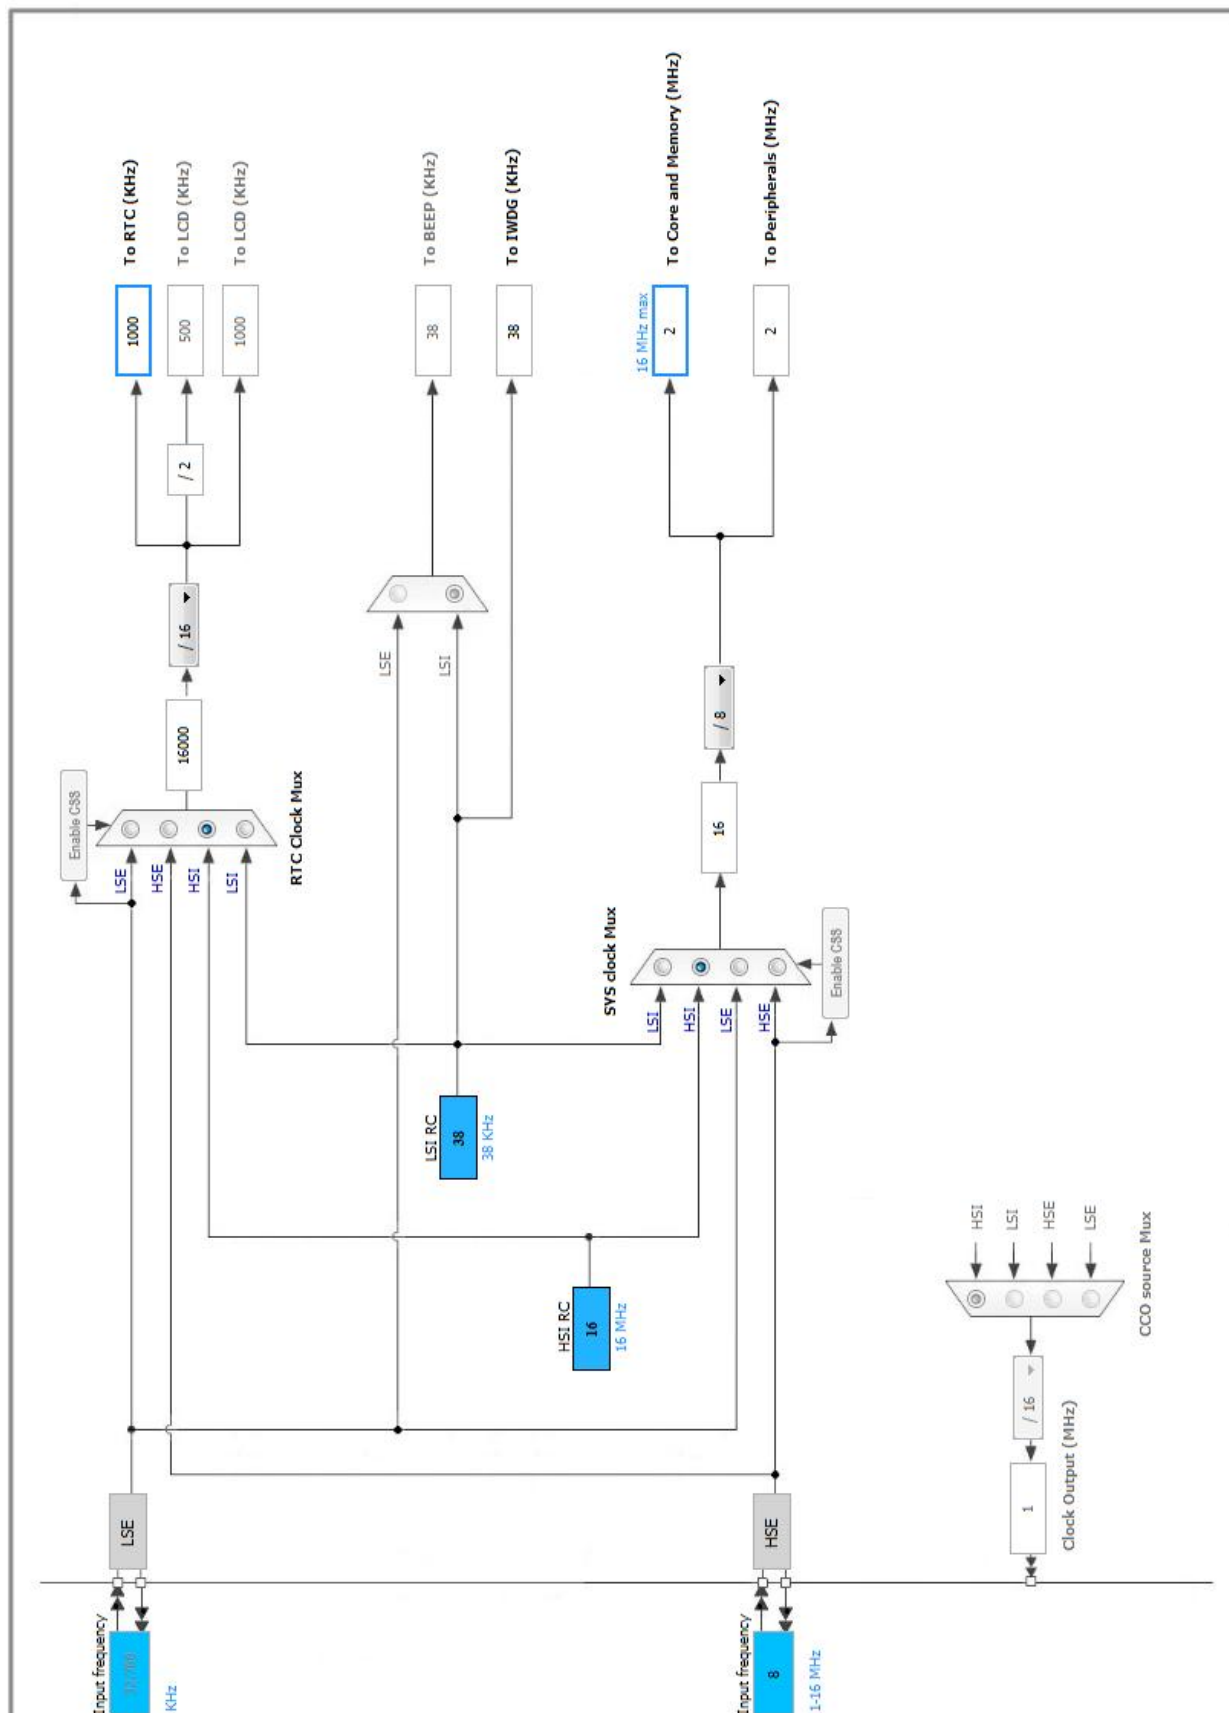 Input frequency
KHz
LSE
Enable CSS
LSE
HSE
HSI
LSI
RTC Clock Mux
16000
/ 16
/ 2
1000
To RTC (KHz)
500
To LCD (KHz)
1000
To LCD (KHz)
LSE
LSI
38
To BEEP (KHz)
38
To IWDG (KHz)
LSI RC
38
38 KHz
HSI RC
16
16 MHz
SYS clock Mux
LSI
HSI
LSE
HSE
Enable CSS
16
/ 8
16 MHz max
2
To Core and Memory (MHz)
2
To Peripherals (MHz)
Input frequency
8
1-16 MHz
HSE
HSI
LSI
HSE
LSE
CCO source Mux
/ 16
1
Clock Output (MHz)